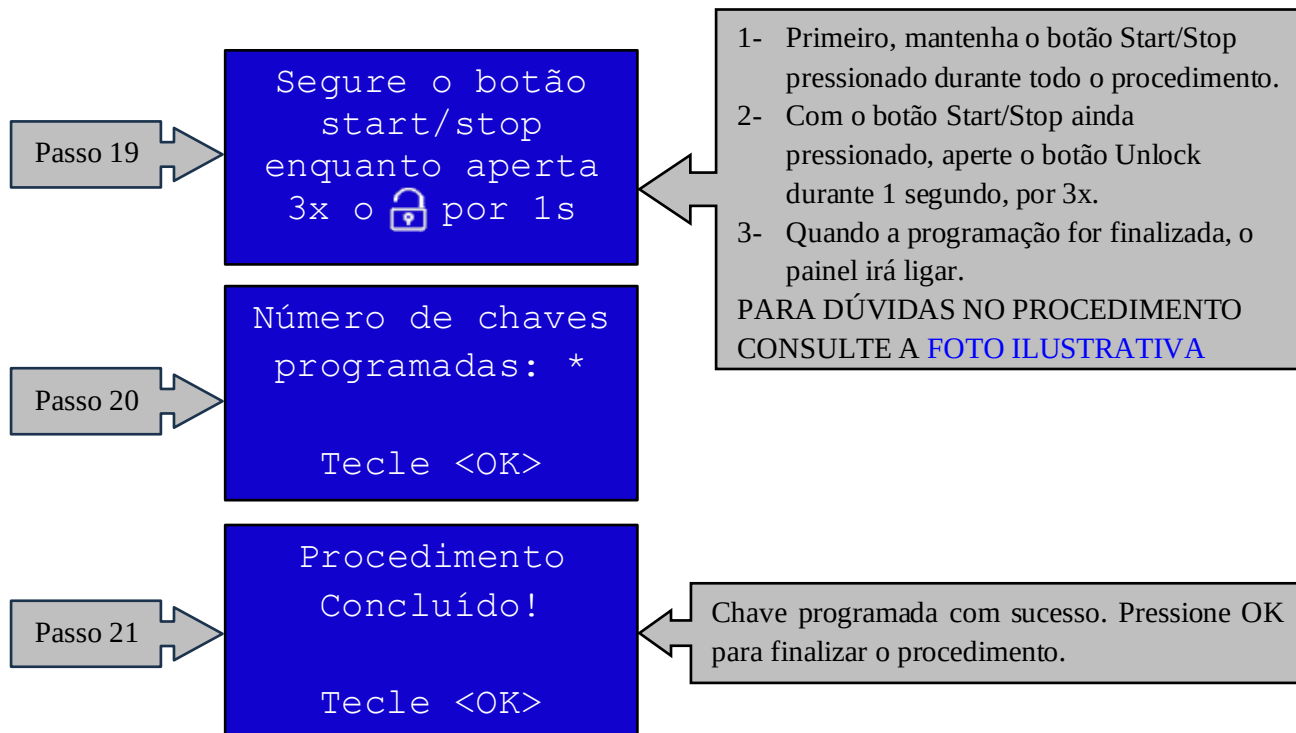 Passo 19
Segure o botão
start/stop
enquanto aperta
3x o por 1s
1- Primeiro, mantenha o botão Start/Stop
pressionado durante todo o procedimento.
2- Com o botão Start/Stop ainda
pressionado, aperte o botão Unlock
durante 1 segundo, por 3x.
3- Quando a programação for finalizada, o
painel irá ligar.
PARA DÚVIDAS NO PROCEDIMENTO
CONSULTE A FOTO ILUSTRATIVA
Passo 20
Número de chaves
programadas: *
Tecle <OK>
Passo 21
Procedimento
Concluído!
Tecle <OK>
Chave programada com sucesso. Pressione OK
para finalizar o procedimento.